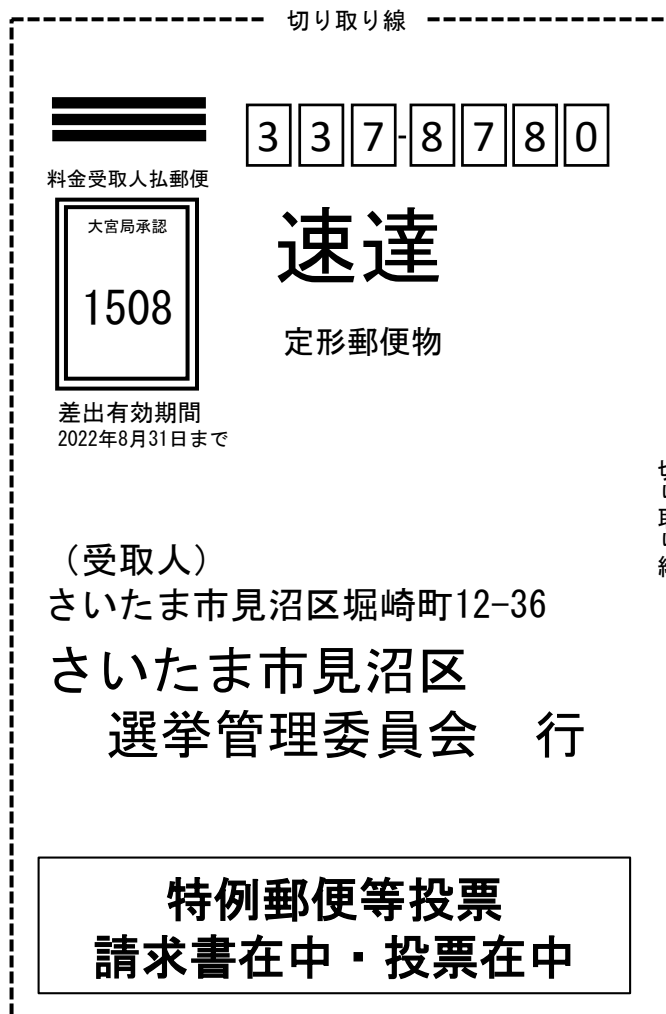 切り取り線
337-8780
料金受取人払郵便
大宮局承認
1508
速達
定形郵便物
差出有効期間
2022年8月31日まで
切り取り線
（受取人）
さいたま市見沼区堀崎町12-36
さいたま市見沼区
選挙管理委員会　行
特例郵便等投票
請求書在中・投票在中